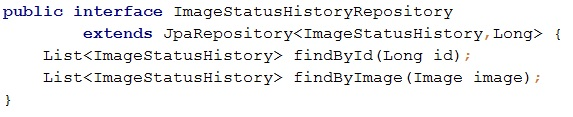 public interface ImageStatusHistoryRepository
        extends JpaRepository<ImageStatusHistory,Long> {
    List<ImageStatusHistory> findById(Long id);
    List<ImageStatusHistory> findByImage(Image image);
}